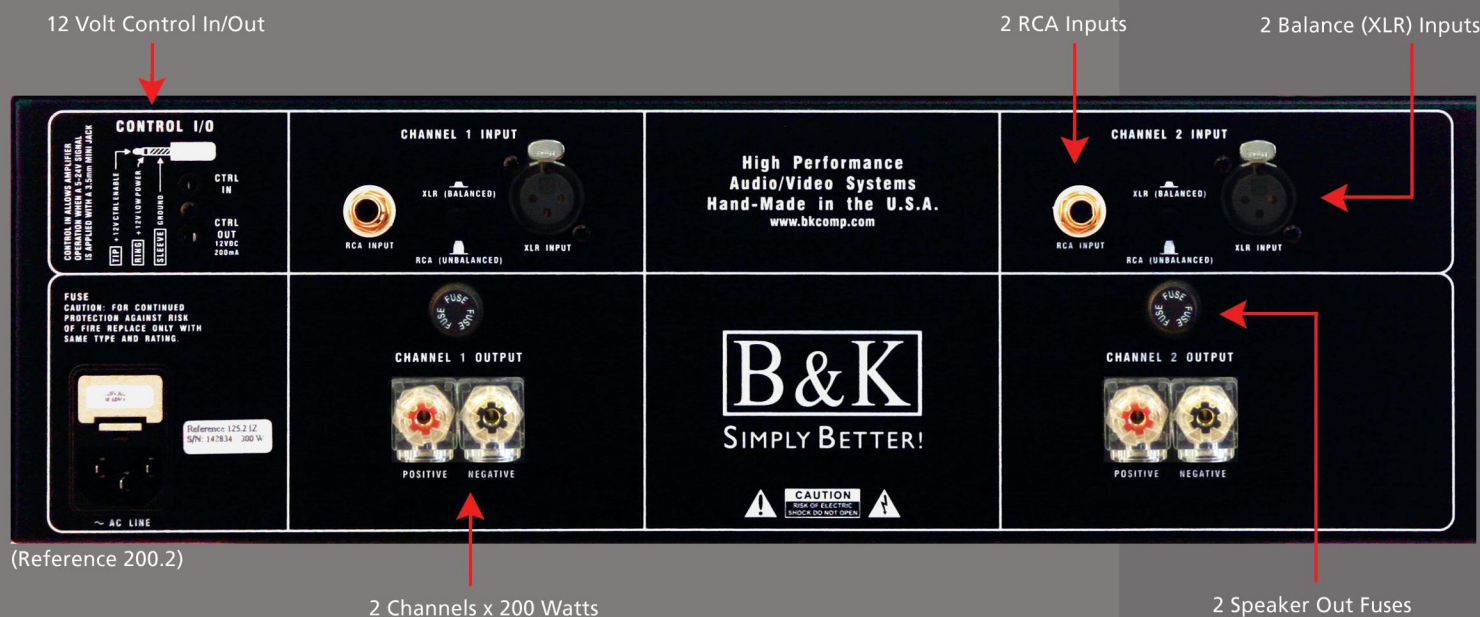 12 Volt Control In/Out
2 RCA Inputs
2 Balance (XLR) Inputs
CONTROL I/O
CONTROL IN ALLOWS AMPLIFIER
OPERATION WHEN A 5-24V SIGNAL
IS APPLIED WITH A 3.5mm MINI JACK
TIP +12V CTRL ENABLE
RING +12V LOW POWER
SLEEVE GROUND
CTRL
IN
CTRL
OUT
12VDC
200mA
CHANNEL 1 INPUT
XLR (BALANCED)
RCA INPUT
XLR INPUT
RCA (UNBALANCED)
High Performance
Audio/Video Systems
Hand-Made in the U.S.A.
www.bkcomp.com
CHANNEL 2 INPUT
XLR (BALANCED)
RCA INPUT
XLR INPUT
RCA (UNBALANCED)
FUSE
CAUTION: FOR CONTINUED
PROTECTION AGAINST RISK
OF FIRE REPLACE ONLY WITH
SAME TYPE AND RATING.
Reference 125.2 IZ
S/N: 142834 300 W
~ AC LINE
FUSE FUSE FUSE
CHANNEL 1 OUTPUT
POSITIVE NEGATIVE
B&K
SIMPLY BETTER!
CAUTION
RISK OF ELECTRIC
SHOCK DO NOT OPEN
FUSE FUSE FUSE
CHANNEL 2 OUTPUT
POSITIVE NEGATIVE
(Reference 200.2)
2 Channels x 200 Watts
2 Speaker Out Fuses